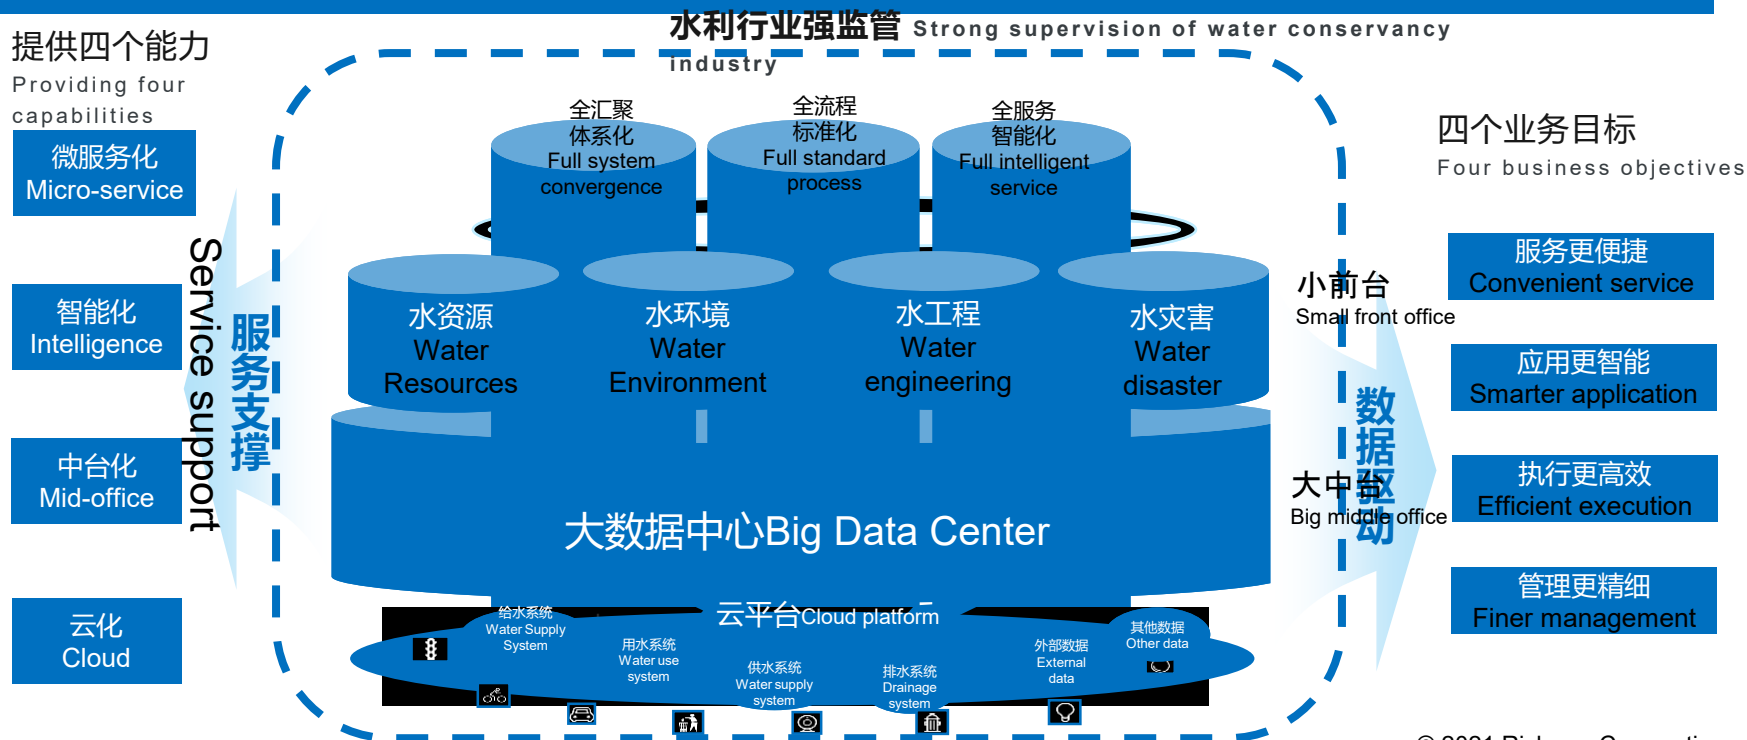 水利行业强监管 Strong supervision of water conservancy
industry
提供四个能力
Providing four
capabilities
微服务化
Micro-service
智能化
Intelligence
中台化
Mid-office
云化
Cloud
Service support
服务支撑
全汇聚
体系化
Full system
convergence
全流程
标准化
Full standard
process
全服务
智能化
Full intelligent
service
水资源
Water
Resources
水环境
Water
Environment
水工程
Water
engineering
水灾害
Water
disaster
大数据中心Big Data Center
云平台Cloud platform
给水系统
Water Supply
System
用水系统
Water use
system
供水系统
Water supply
system
排水系统
Drainage
system
外部数据
External
data
其他数据
Other data
小前台
Small front office
大中台
Big middle office
数据驱动
四个业务目标
Four business objectives
服务更便捷
Convenient service
应用更智能
Smarter application
执行更高效
Efficient execution
管理更精细
Finer management